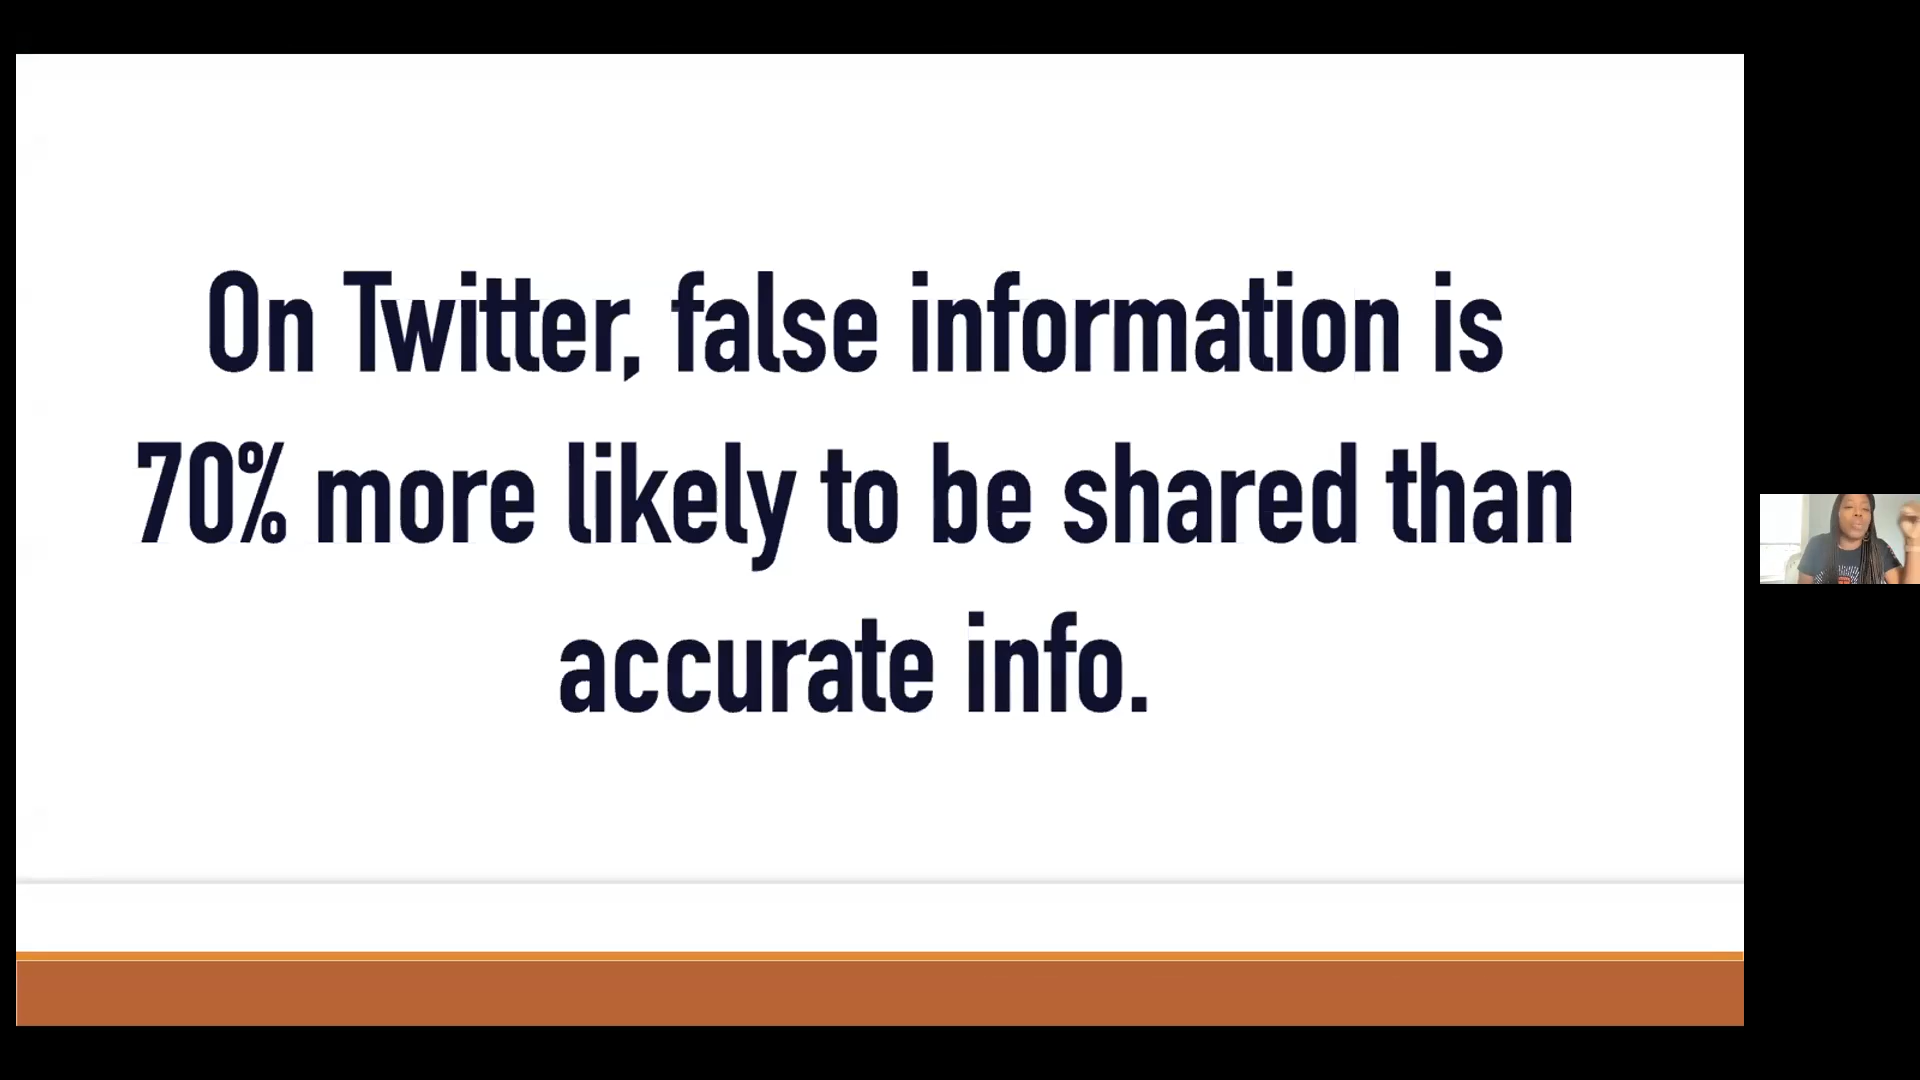 On Twitter, false information is
70% more likely to be shared than
accurate info.